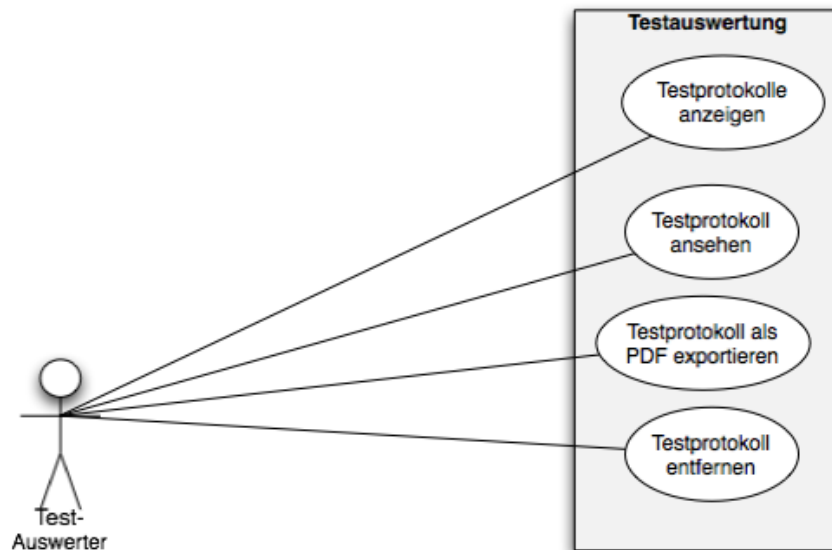 Testauswertung
Testprotokolle
anzeigen
Testprotokoll
ansehen
Testprotokoll als
PDF exportieren
Testprotokoll
entfernen
Test-
Auswerter